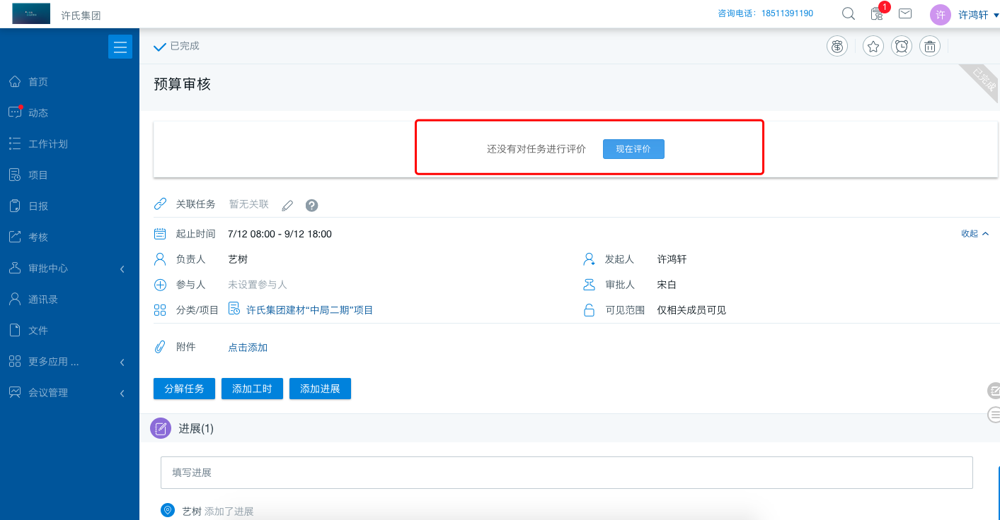 许氏集团
咨询电话：18511391190
1
许
许鸿轩
已完成
首页
动态
工作计划
项目
日报
考核
审批中心
通讯录
文件
更多应用 ...
会议管理
预算审核
已完成
还没有对任务进行评价
现在评价
关联任务 暂无关联
起止时间 7/12 08:00 - 9/12 18:00
收起
负责人 艺树
发起人 许鸿轩
参与人 未设置参与人
审批人 宋白
分类/项目 许氏集团建材“中局二期”项目
可见范围 仅相关成员可见
附件 点击添加
分解任务 添加工时 添加进展
进展(1)
填写进展
艺树 添加了进展